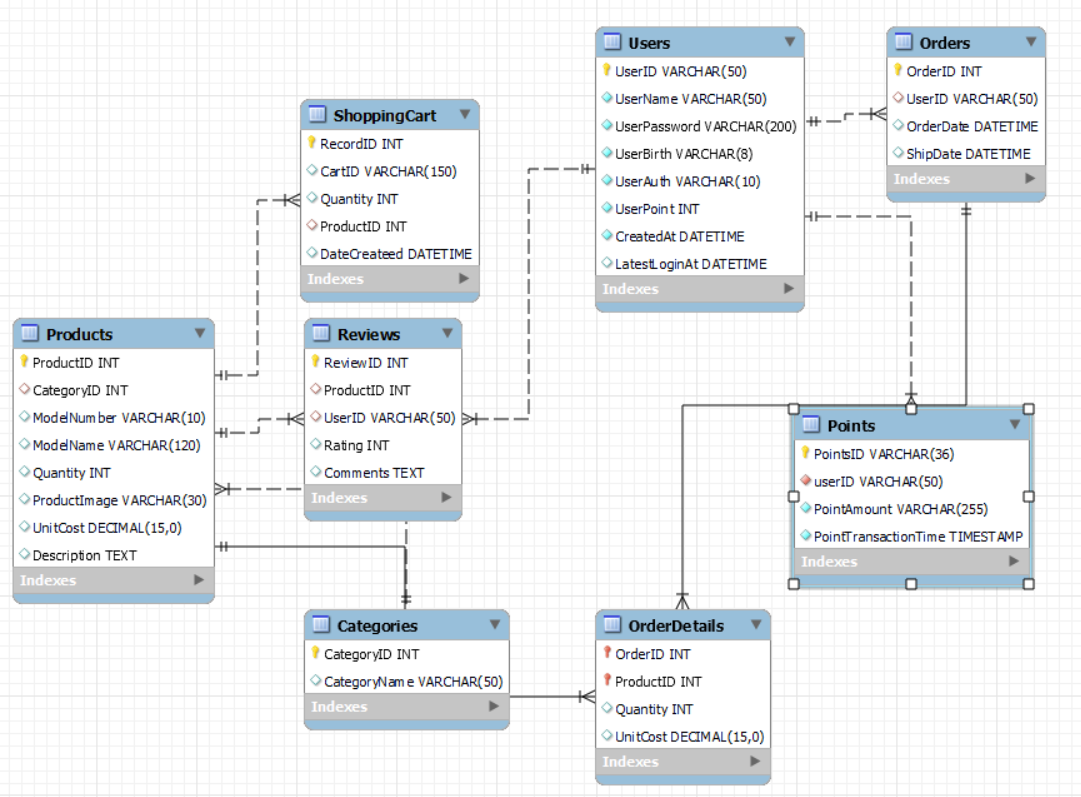 Users
UserID VARCHAR(50)
UserName VARCHAR(50)
UserPassword VARCHAR(200)
UserBirth VARCHAR(8)
UserAuth VARCHAR(10)
UserPoint INT
CreatedAt DATETIME
LatestLoginAt DATETIME
Indexes
Orders
OrderID INT
UserID VARCHAR(50)
OrderDate DATETIME
ShipDate DATETIME
Indexes
ShoppingCart
RecordID INT
CartID VARCHAR(150)
Quantity INT
ProductID INT
DateCreateed DATETIME
Indexes
Products
ProductID INT
CategoryID INT
ModelNumber VARCHAR(10)
ModelName VARCHAR(120)
Quantity INT
ProductImage VARCHAR(30)
UnitCost DECIMAL(15,0)
Description TEXT
Indexes
Reviews
ReviewID INT
ProductID INT
UserID VARCHAR(50)
Rating INT
Comments TEXT
Indexes
Points
PointsID VARCHAR(36)
userID VARCHAR(50)
PointAmount VARCHAR(255)
PointTransactionTime TIMESTAMP
Indexes
Categories
CategoryID INT
CategoryName VARCHAR(50)
Indexes
OrderDetails
OrderID INT
ProductID INT
Quantity INT
UnitCost DECIMAL(15,0)
Indexes